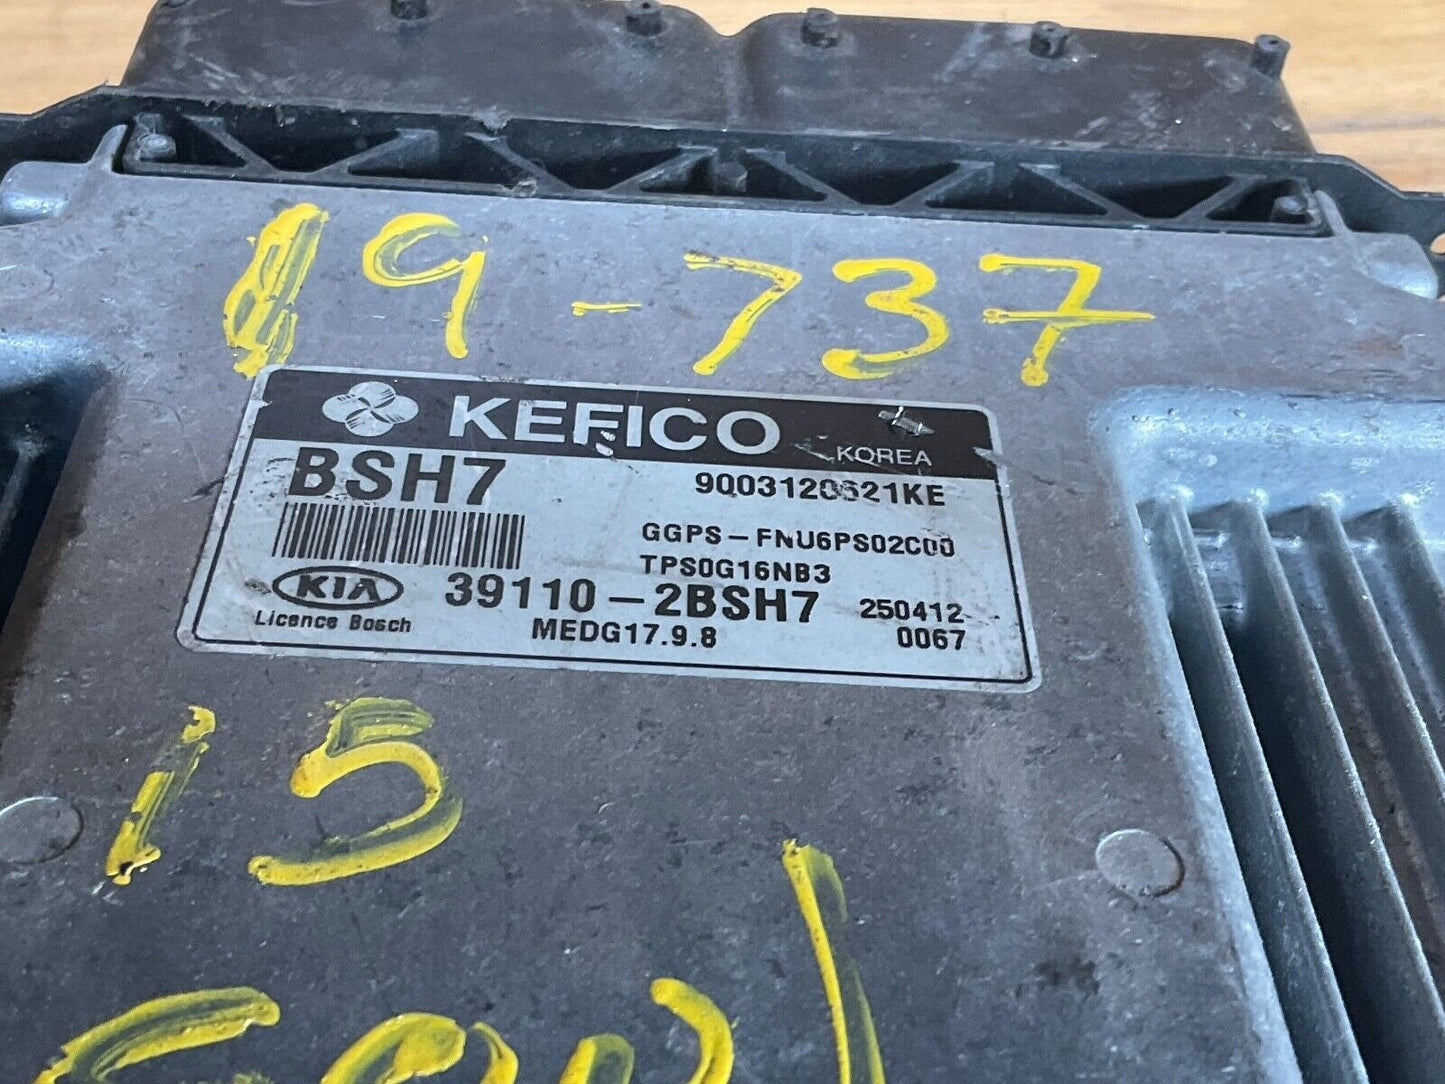 19-737
KEFICO KOREA
BSH7 9003120621KE
GGPS-FNU6PS02C00
TPS0G16NB3
KIA 39110-2BSH7 250412
Licence Bosch MEDG17.9.8 0067
15
Soul